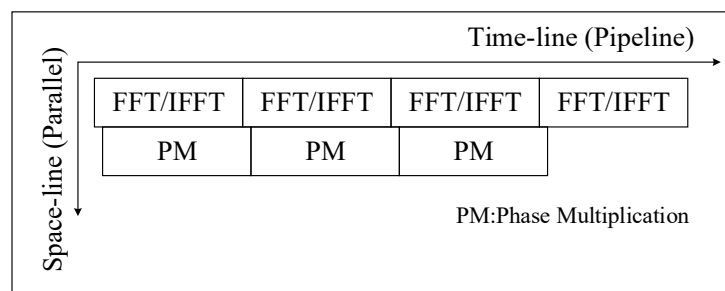 Time-line (Pipeline)
Space-line (Parallel)
FFT/IFFT FFT/IFFT FFT/IFFT FFT/IFFT
PM PM PM
PM:Phase Multiplication